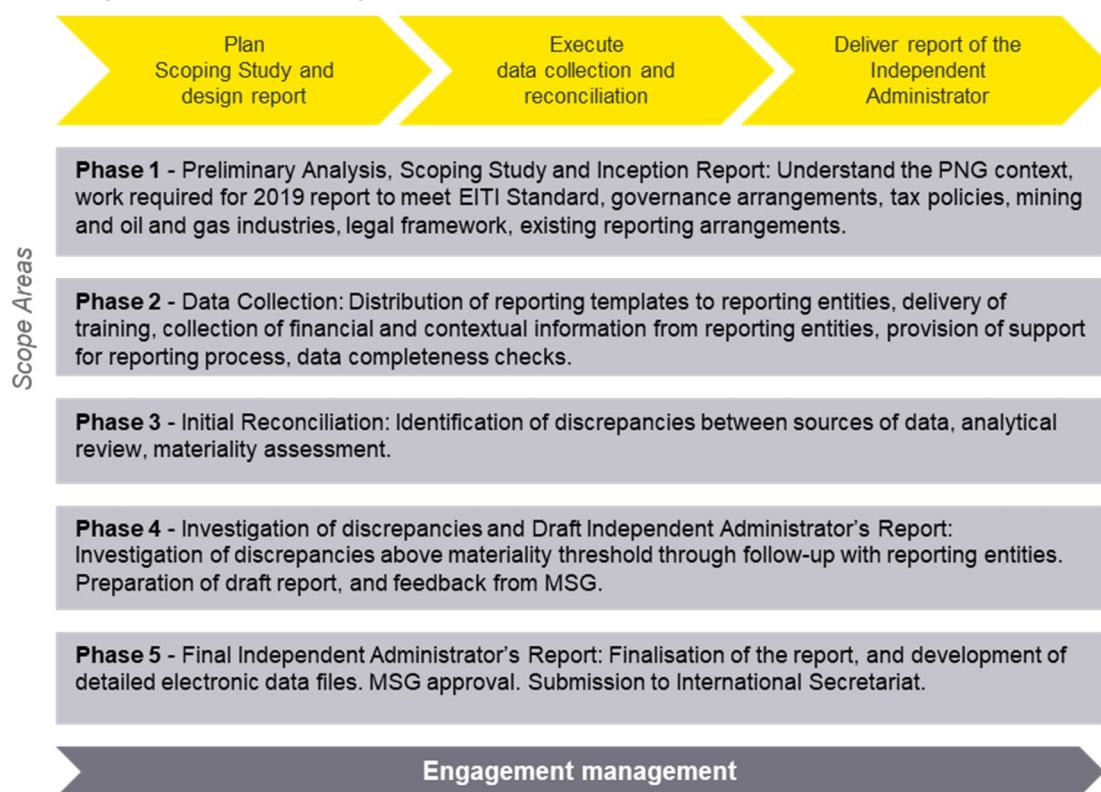 Plan
Scoping Study and
design report
Execute
data collection and
reconciliation
Deliver report of the
Independent
Administrator
Scope Areas
Phase 1 - Preliminary Analysis, Scoping Study and Inception Report: Understand the PNG context,
work required for 2019 report to meet EITI Standard, governance arrangements, tax policies, mining
and oil and gas industries, legal framework, existing reporting arrangements.
Phase 2 - Data Collection: Distribution of reporting templates to reporting entities, delivery of
training, collection of financial and contextual information from reporting entities, provision of support
for reporting process, data completeness checks.
Phase 3 - Initial Reconciliation: Identification of discrepancies between sources of data, analytical
review, materiality assessment.
Phase 4 - Investigation of discrepancies and Draft Independent Administrator's Report:
Investigation of discrepancies above materiality threshold through follow-up with reporting entities.
Preparation of draft report, and feedback from MSG.
Phase 5 - Final Independent Administrator's Report: Finalisation of the report, and development of
detailed electronic data files. MSG approval. Submission to International Secretariat.
Engagement management